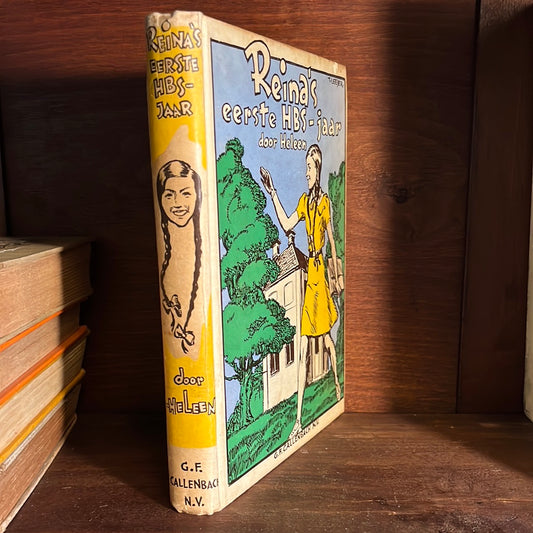 REINA'S
EERSTE
HBS-
JAAR
door
HELEEN
G.F.
CALLENBACH
N.V.
Reina's
eerste HBS-jaar
door Heleen
G.F. CALLENBACH N.V.